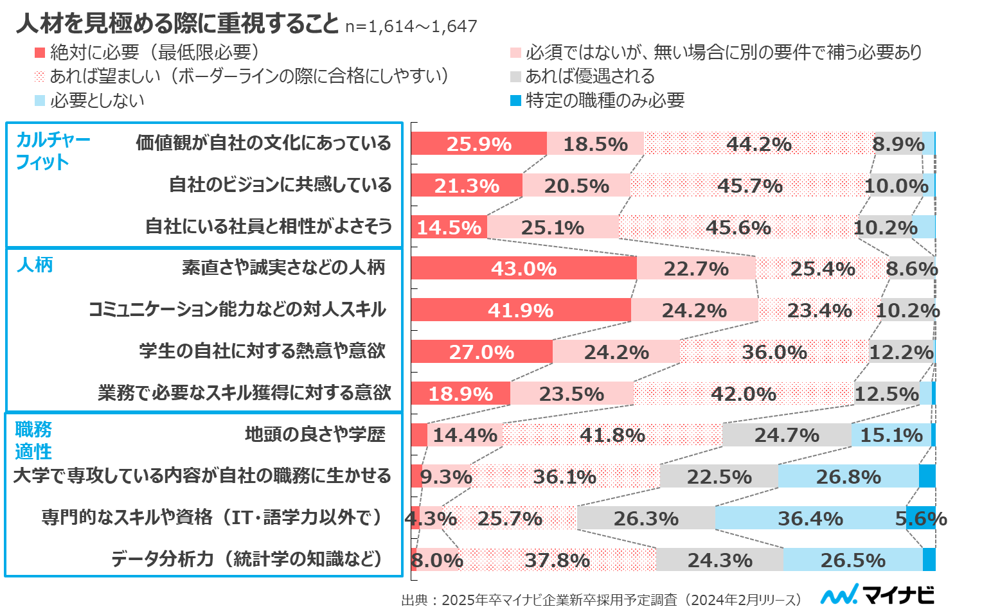 人材を見極める際に重視すること n=1,614～1,647
絶対に必要（最低限必要）
必須ではないが、無い場合に別の要件で補う必要あり
あれば望ましい（ボーダーラインの際に合格にしやすい）
あれば優遇される
必要としない
特定の職種のみ必要
カルチャー
フィット
価値観が自社の文化にあっている
25.9% 18.5% 44.2% 8.9%
自社のビジョンに共感している
21.3% 20.5% 45.7% 10.0%
自社にいる社員と相性がよさそう
14.5% 25.1% 45.6% 10.2%
人柄
素直さや誠実さなどの人柄
43.0% 22.7% 25.4% 8.6%
コミュニケーション能力などの対人スキル
41.9% 24.2% 23.4% 10.2%
学生の自社に対する熱意や意欲
27.0% 24.2% 36.0% 12.2%
業務で必要なスキル獲得に対する意欲
18.9% 23.5% 42.0% 12.5%
職務
適性
地頭の良さや学歴
14.4% 41.8% 24.7% 15.1%
大学で専攻している内容が自社の職務に生かせる
9.3% 36.1% 22.5% 26.8%
専門的なスキルや資格（IT・語学力以外で）
4.3% 25.7% 26.3% 36.4% 5.6%
データ分析力（統計学の知識など）
8.0% 37.8% 24.3% 26.5%
出典：2025年卒マイナビ企業新卒採用予定調査（2024年2月リリース）
マイナビ